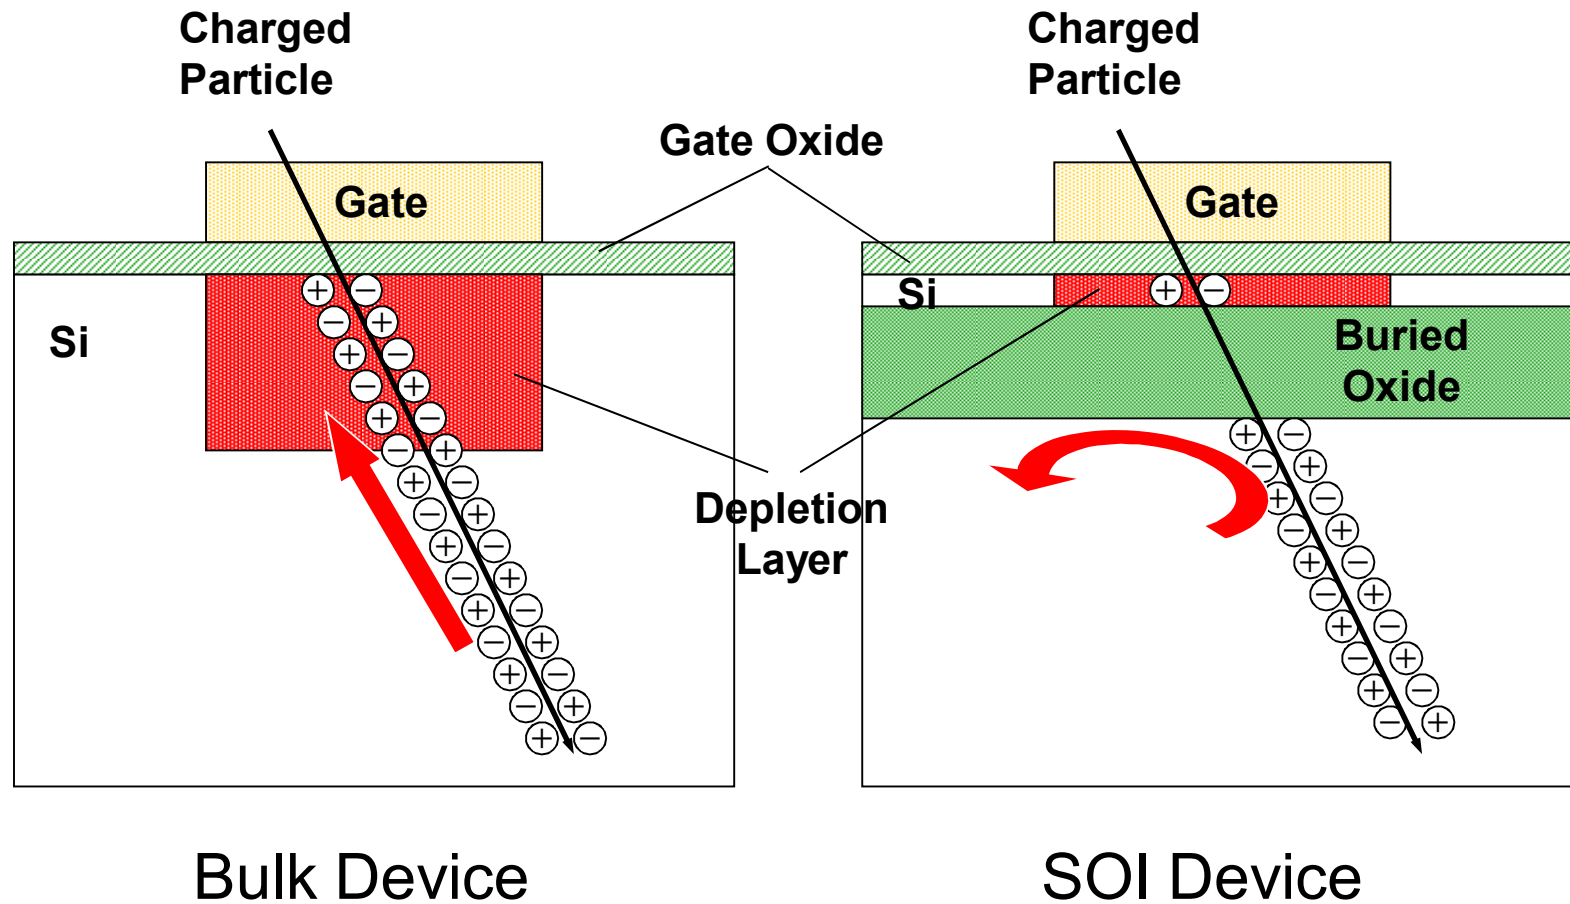 Charged
Particle
Gate Oxide
Gate
Si
Depletion
Layer
Bulk Device
Charged
Particle
Gate
Si
Buried
Oxide
SOI Device